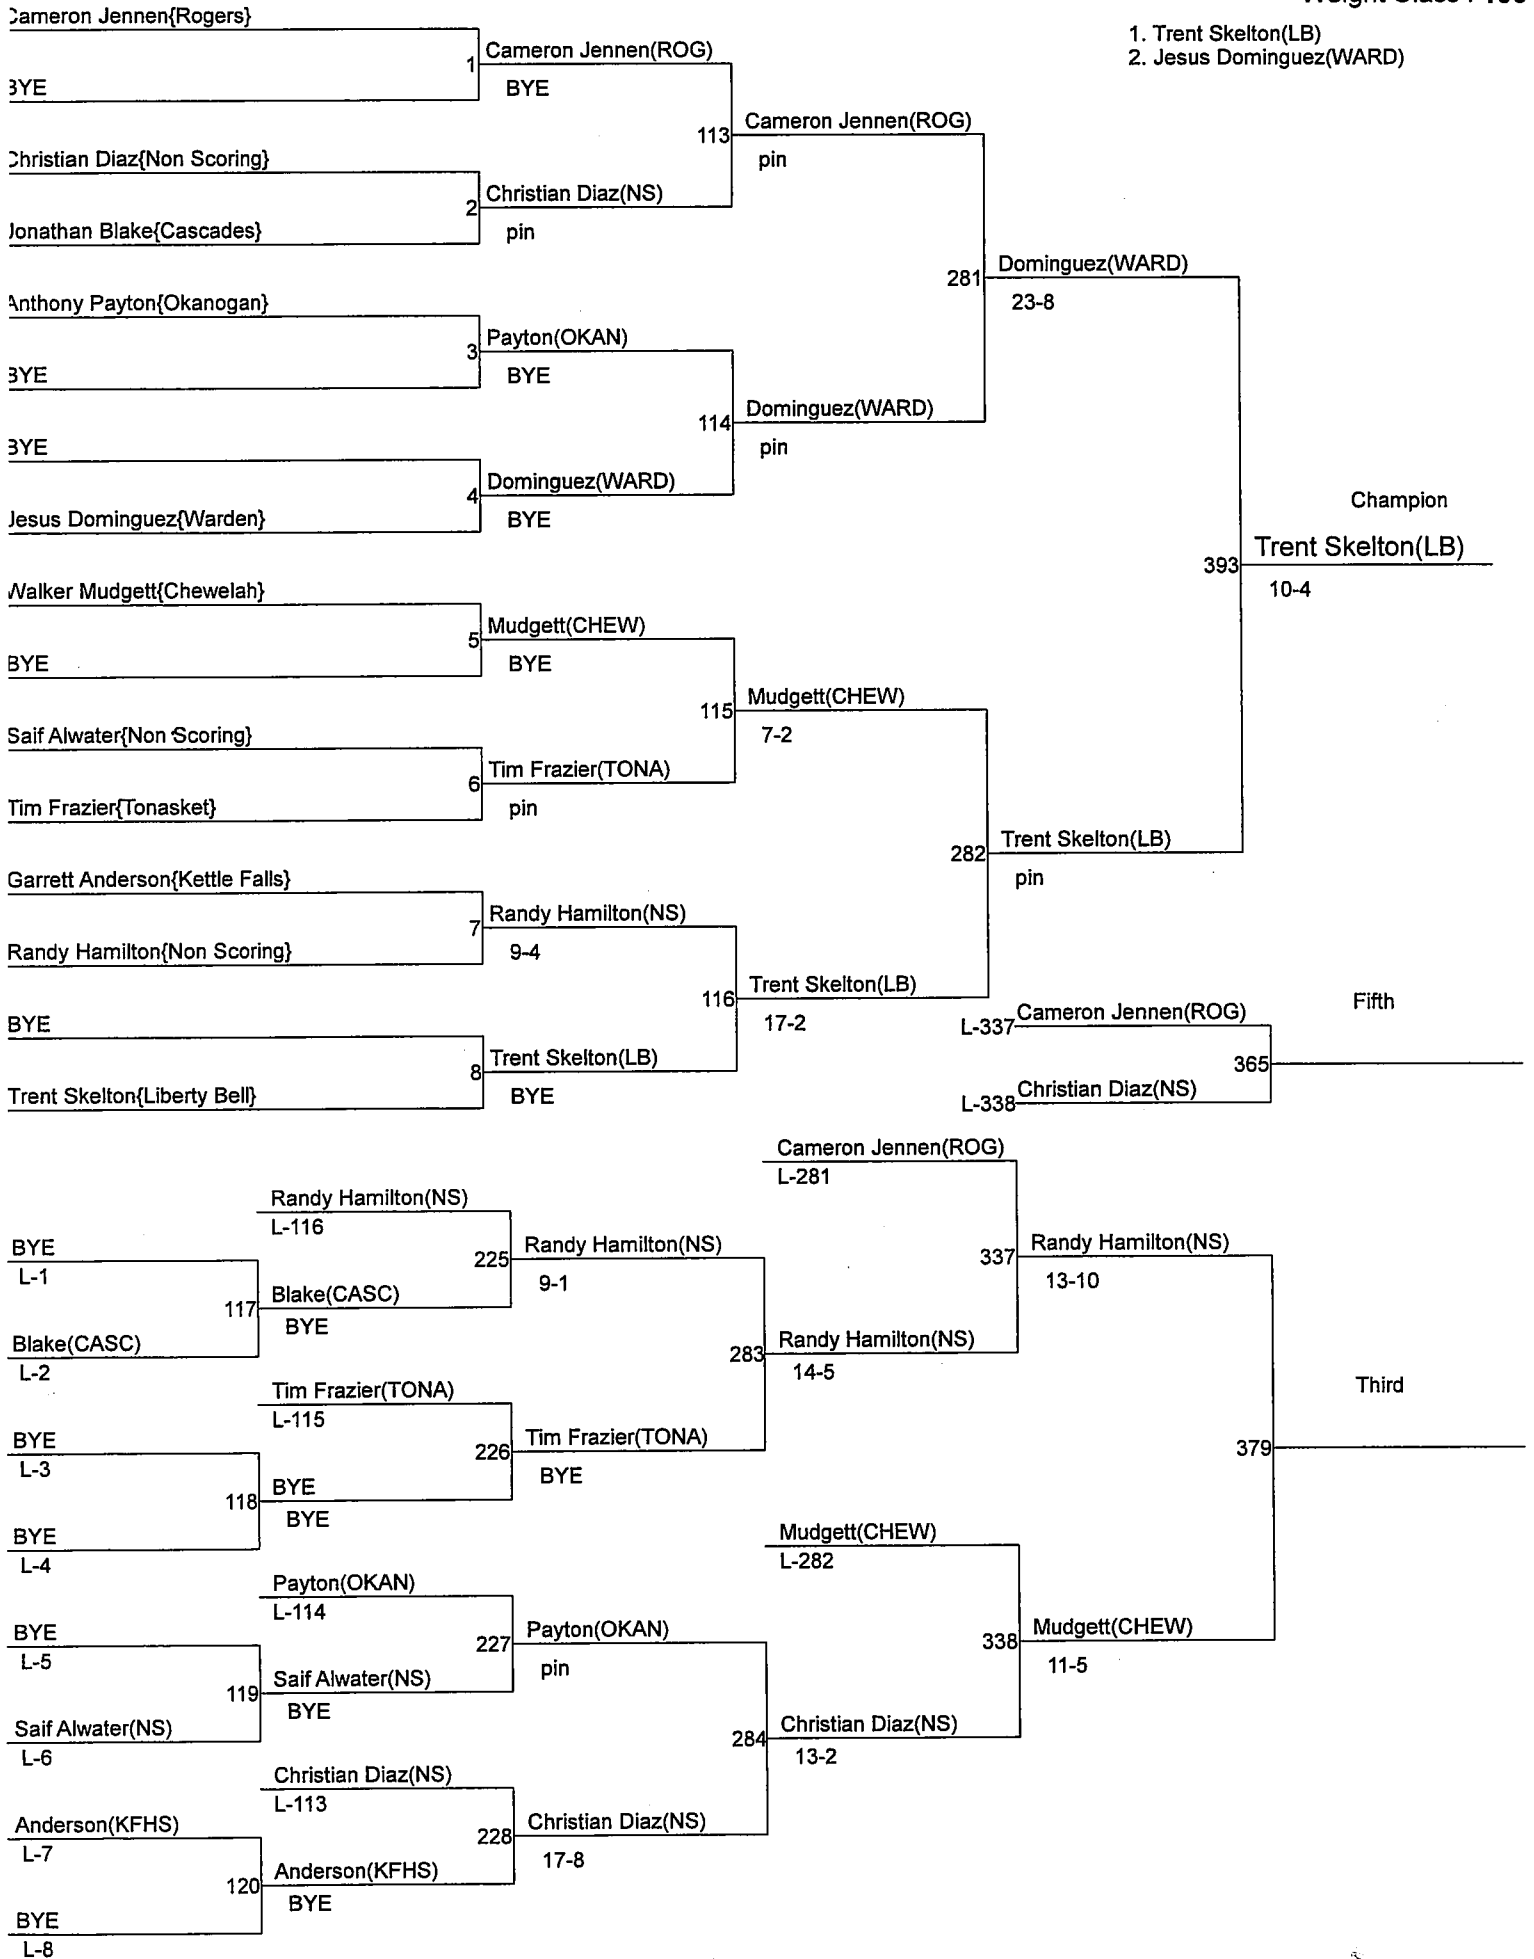 Cameron Jennen{Rogers}
1
BYE
Cameron Jennen(ROG)
BYE
Christian Diaz{Non Scoring}
2
Jonathan Blake{Cascades}
Christian Diaz(NS)
pin
113
Cameron Jennen(ROG)
pin
Anthony Payton{Okanogan}
3
BYE
Payton(OKAN)
BYE
BYE
4
Jesus Dominguez{Warden}
Dominguez(WARD)
BYE
114
Dominguez(WARD)
pin
281
Dominguez(WARD)
23-8
Walker Mudgett{Chewelah}
5
BYE
Mudgett(CHEW)
BYE
Saif Alwater{Non Scoring}
6
Tim Frazier{Tonasket}
Tim Frazier(TONA)
pin
115
Mudgett(CHEW)
7-2
Garrett Anderson{Kettle Falls}
7
Randy Hamilton{Non Scoring}
Randy Hamilton(NS)
9-4
BYE
8
Trent Skelton{Liberty Bell}
Trent Skelton(LB)
BYE
116
Trent Skelton(LB)
17-2
282
Trent Skelton(LB)
pin
Weight Class :
1. Trent Skelton(LB)
2. Jesus Dominguez(WARD)
Champion
393
Trent Skelton(LB)
10-4
Fifth
L-337
Cameron Jennen(ROG)
365
L-338
Christian Diaz(NS)
BYE
L-1
117
Blake(CASC)
L-2
Randy Hamilton(NS)
L-116
225
Blake(CASC)
BYE
Randy Hamilton(NS)
9-1
BYE
L-3
118
BYE
L-4
Tim Frazier(TONA)
L-115
226
BYE
BYE
Tim Frazier(TONA)
BYE
283
Randy Hamilton(NS)
14-5
Cameron Jennen(ROG)
L-281
337
Randy Hamilton(NS)
13-10
BYE
L-5
119
Saif Alwater(NS)
L-6
Payton(OKAN)
L-114
227
Saif Alwater(NS)
BYE
Payton(OKAN)
pin
Anderson(KFHS)
L-7
120
BYE
L-8
Christian Diaz(NS)
L-113
228
Anderson(KFHS)
BYE
Christian Diaz(NS)
17-8
284
Christian Diaz(NS)
13-2
Mudgett(CHEW)
L-282
338
Mudgett(CHEW)
11-5
Third
379